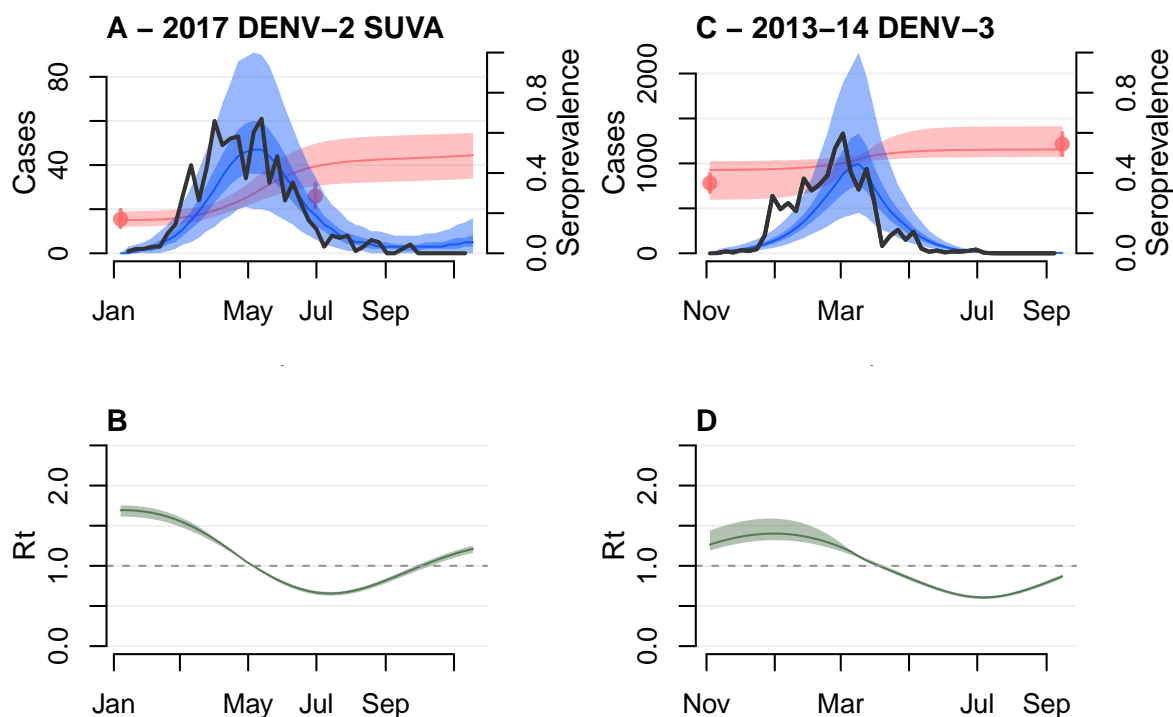 A – 2017 DENV–2 SUVA
Cases
0
40
80
Seroprevalence
0.0
0.4
0.8
Jan
May
Jul
Sep
C – 2013–14 DENV–3
Cases
0
1000
2000
Seroprevalence
0.0
0.4
0.8
Nov
Mar
Jul
Sep
B
Rt
0.0
1.0
2.0
Jan
May
Jul
Sep
D
Rt
0.0
1.0
2.0
Nov
Mar
Jul
Sep